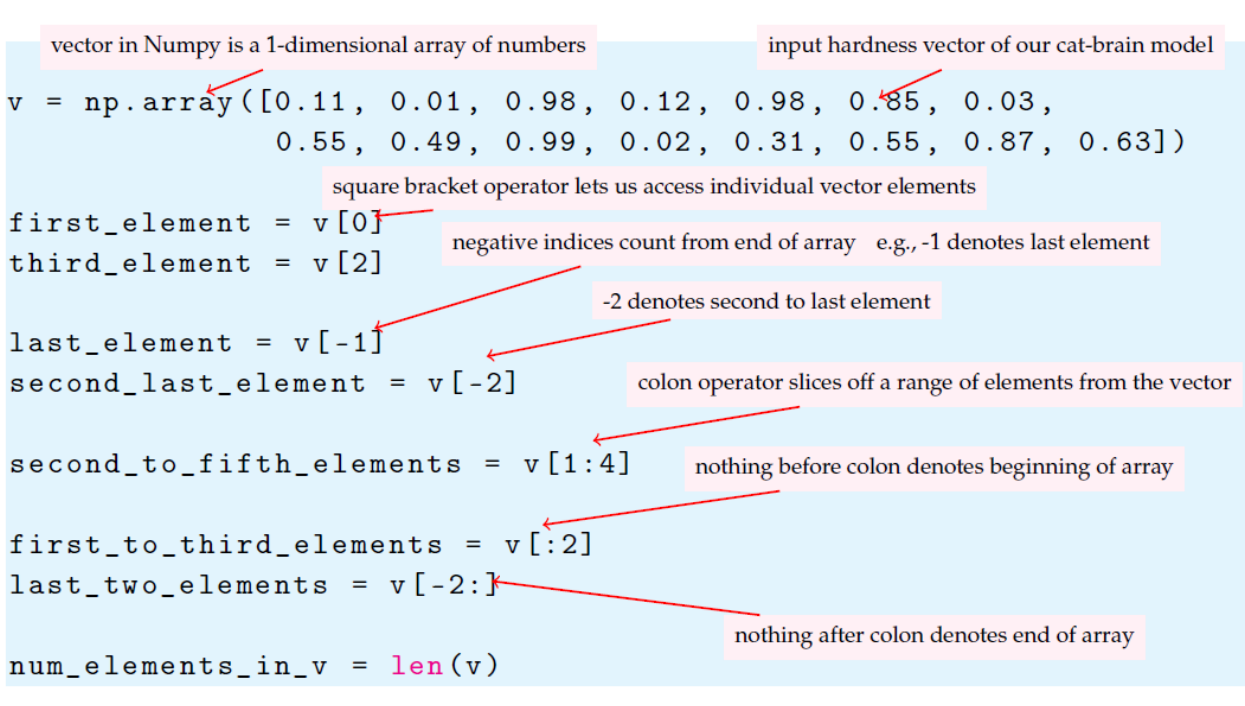 vector in Numpy is a 1-dimensional array of numbers
input hardness vector of our cat-brain model
v = np.array([0.11, 0.01, 0.98, 0.12, 0.98, 0.85, 0.03,
0.55, 0.49, 0.99, 0.02, 0.31, 0.55, 0.87, 0.63])
square bracket operator lets us access individual vector elements
first_element = v[0]
negative indices count from end of array e.g., -1 denotes last element
third_element = v[2]
-2 denotes second to last element
last_element = v[-1]
second_last_element = v[-2]
colon operator slices off a range of elements from the vector
second_to_fifth_elements = v[1:4]
nothing before colon denotes beginning of array
first_to_third_elements = v[:2]
last_two_elements = v[-2:]
nothing after colon denotes end of array
num_elements_in_v = len(v)